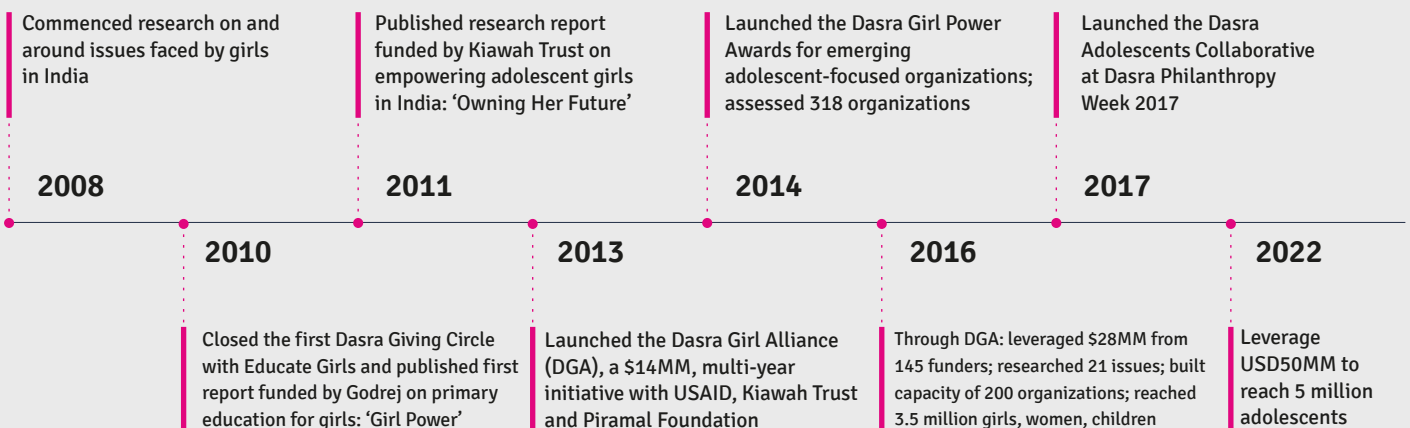 Commenced research on and
around issues faced by girls
in India
Published research report
funded by Kiawah Trust on
empowering adolescent girls
in India: ‘Owning Her Future’
Launched the Dasra Girl Power
Awards for emerging
adolescent-focused organizations;
assessed 318 organizations
Launched the Dasra
Adolescents Collaborative
at Dasra Philanthropy
Week 2017
2008
2011
2014
2017
2010
2013
2016
2022
Closed the first Dasra Giving Circle
with Educate Girls and published first
report funded by Godrej on primary
education for girls: ‘Girl Power’
Launched the Dasra Girl Alliance
(DGA), a $14MM, multi-year
initiative with USAID, Kiawah Trust
and Piramal Foundation
Through DGA: leveraged $28MM from
145 funders; researched 21 issues; built
capacity of 200 organizations; reached
3.5 million girls, women, children
Leverage
USD50MM to
reach 5 million
adolescents